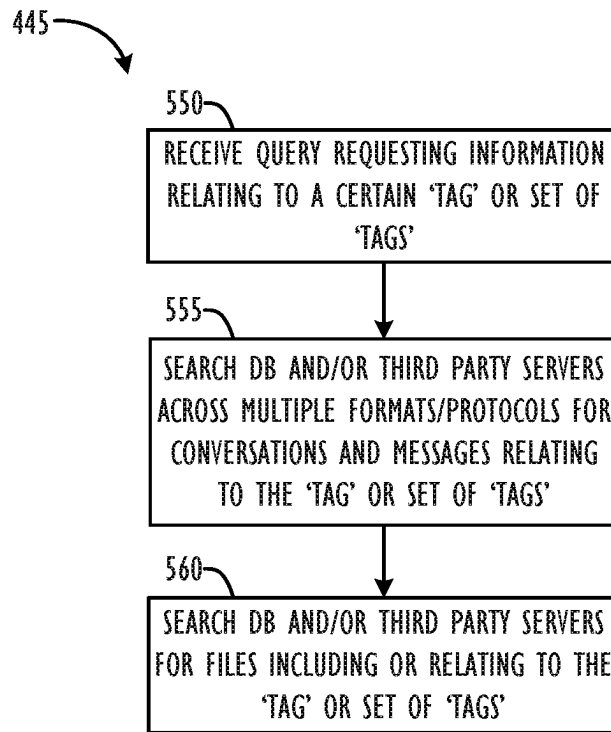 445
550
RECEIVE QUERY REQUESTING INFORMATION
RELATING TO A CERTAIN ‘TAG’ OR SET OF
‘TAGS’
555
SEARCH DB AND/OR THIRD PARTY SERVERS
ACROSS MULTIPLE FORMATS/PROTOCOLS FOR
CONVERSATIONS AND MESSAGES RELATING
TO THE ‘TAG’ OR SET OF ‘TAGS’
560
SEARCH DB AND/OR THIRD PARTY SERVERS
FOR FILES INCLUDING OR RELATING TO THE
‘TAG’ OR SET OF ‘TAGS’